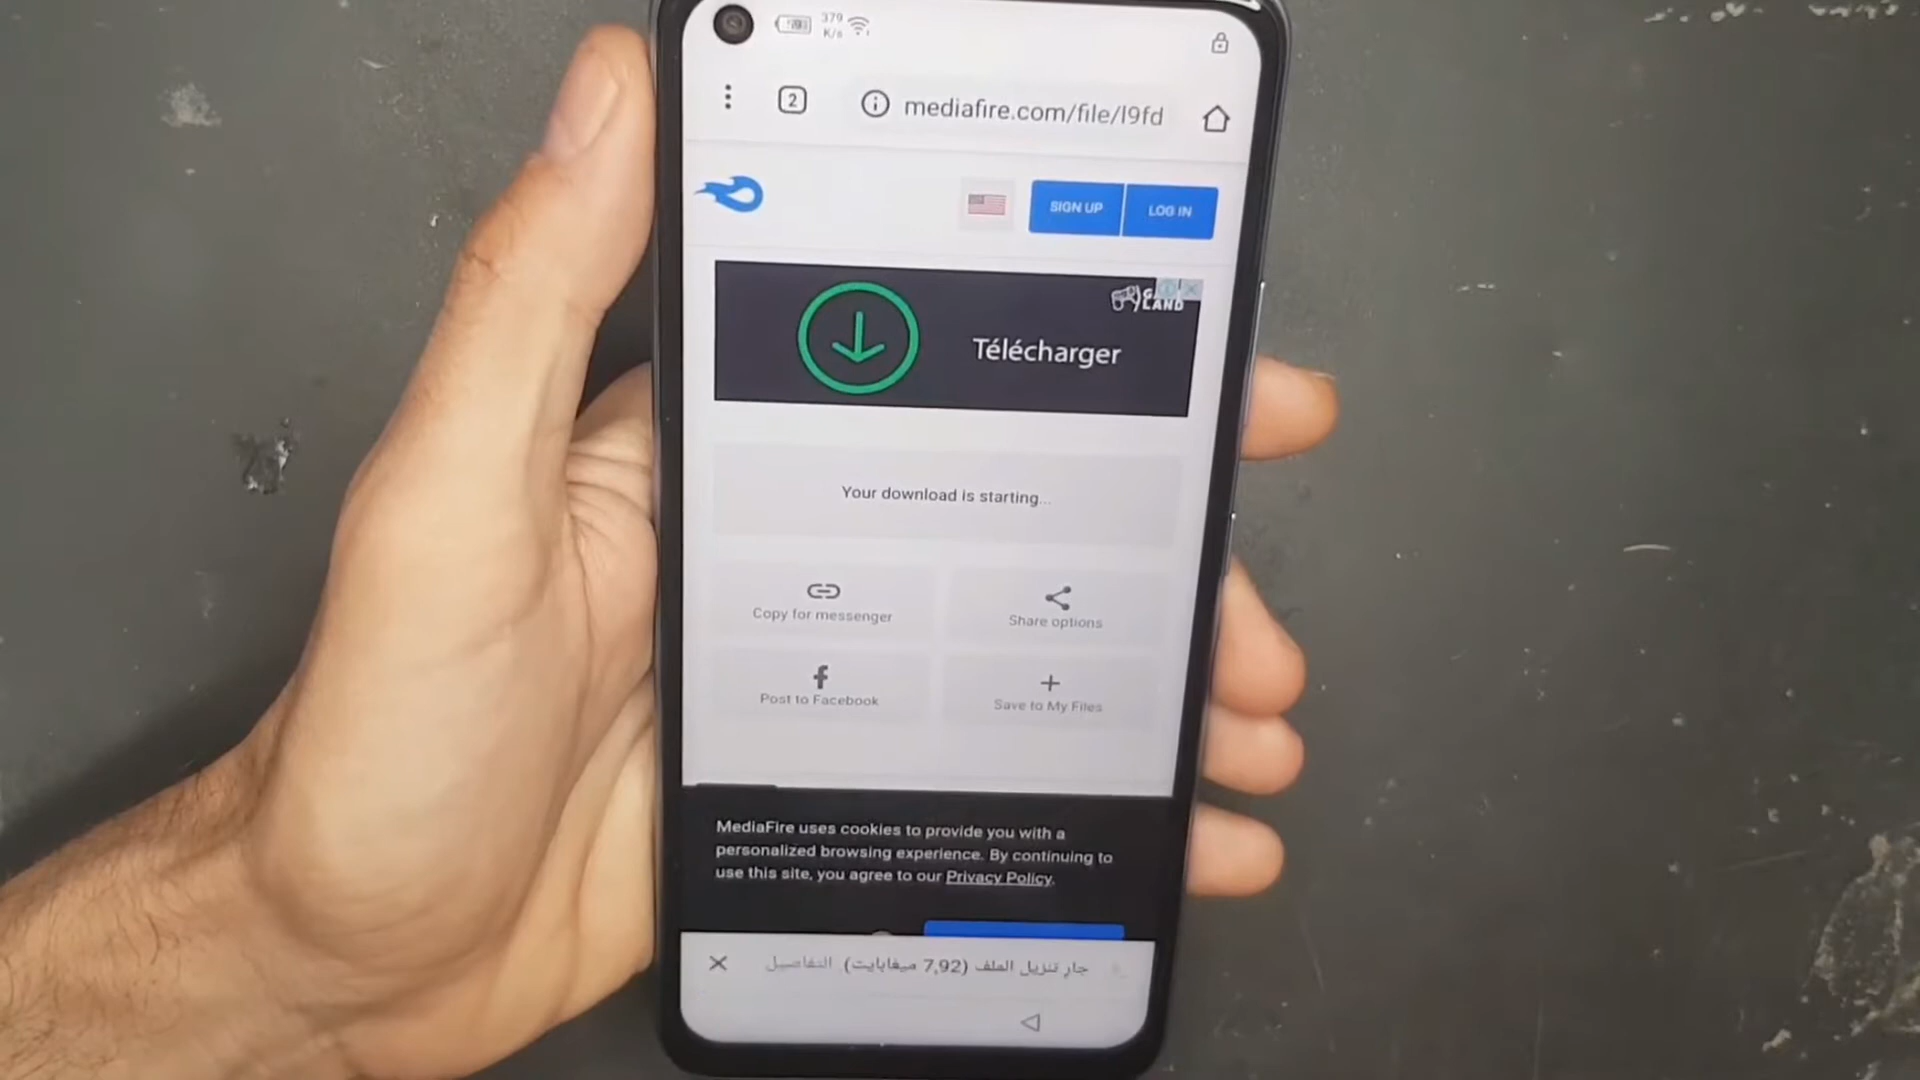 379
K/s
2
mediafire.com/file/l9fd
SIGN UP
LOG IN
LAND
Télécharger
Your download is starting...
Copy for messenger
Share options
Post to Facebook
Save to My Files
MediaFire uses cookies to provide you with a
personalized browsing experience. By continuing to
use this site, you agree to our Privacy Policy.
جارٍ تنزيل الملف (7,92 ميغابايت) التفاصيل